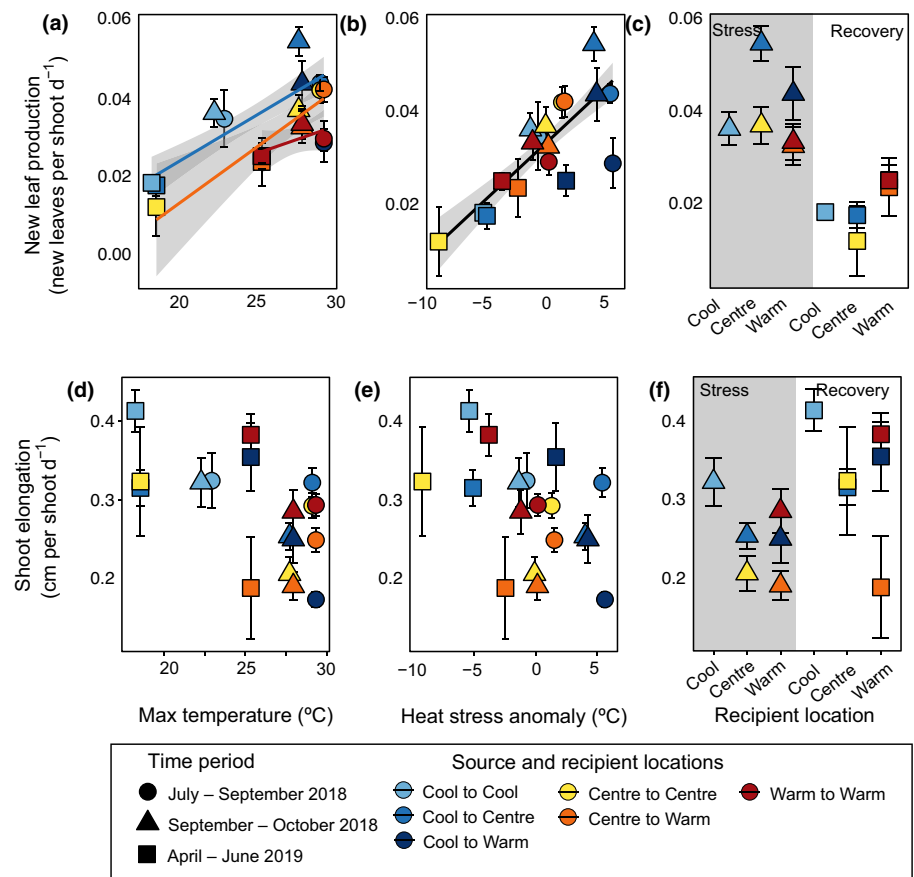 (a)
(b)
(c)
New leaf production
(new leaves per shoot d⁻¹)
0.06
0.04
0.02
0.00
20
25
30
0.06
0.04
0.02
−10
−5
0
5
Stress
Recovery
0.06
0.04
0.02
Cool
Centre
Warm
Cool
Centre
Warm
(d)
(e)
(f)
Shoot elongation
(cm per shoot d⁻¹)
0.4
0.3
0.2
20
25
30
Max temperature (ºC)
0.4
0.3
0.2
−10
−5
0
5
Heat stress anomaly (ºC)
Stress
Recovery
0.4
0.3
0.2
Cool
Centre
Warm
Cool
Centre
Warm
Recipient location
Time period
July – September 2018
September – October 2018
April – June 2019
Source and recipient locations
Cool to Cool
Cool to Centre
Cool to Warm
Centre to Centre
Centre to Warm
Warm to Warm